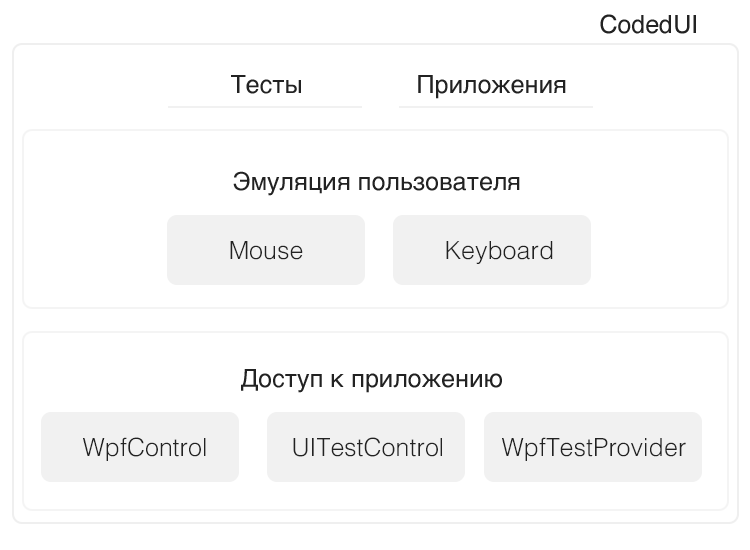 CodedUI
Тесты
Приложения
Эмуляция пользователя
Mouse
Keyboard
Доступ к приложению
WpfControl
UITestControl
WpfTestProvider